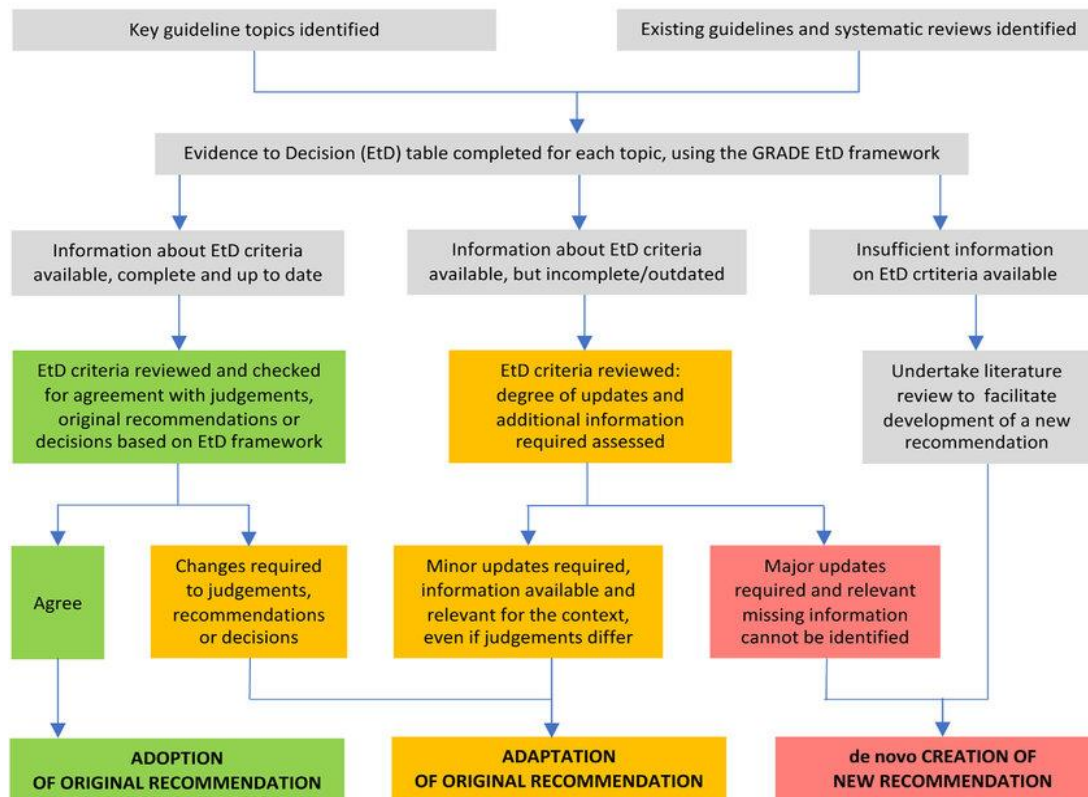 Key guideline topics identified
Existing guidelines and systematic reviews identified
Evidence to Decision (EtD) table completed for each topic, using the GRADE EtD framework
Information about EtD criteria
available, complete and up to date
Information about EtD criteria
available, but incomplete/outdated
Insufficient information
on EtD crtiteria available
EtD criteria reviewed and checked
for agreement with judgements,
original recommendations or
decisions based on EtD framework
EtD criteria reviewed:
degree of updates and
additional information
required assessed
Undertake literature
review to facilitate
development of a new
recommendation
Agree
Changes required
to judgements,
recommendations
or decisions
Minor updates required,
information available and
relevant for the context,
even if judgements differ
Major updates
required and relevant
missing information
cannot be identified
ADOPTION
OF ORIGINAL RECOMMENDATION
ADAPTATION
OF ORIGINAL RECOMMENDATION
de novo CREATION OF
NEW RECOMMENDATION